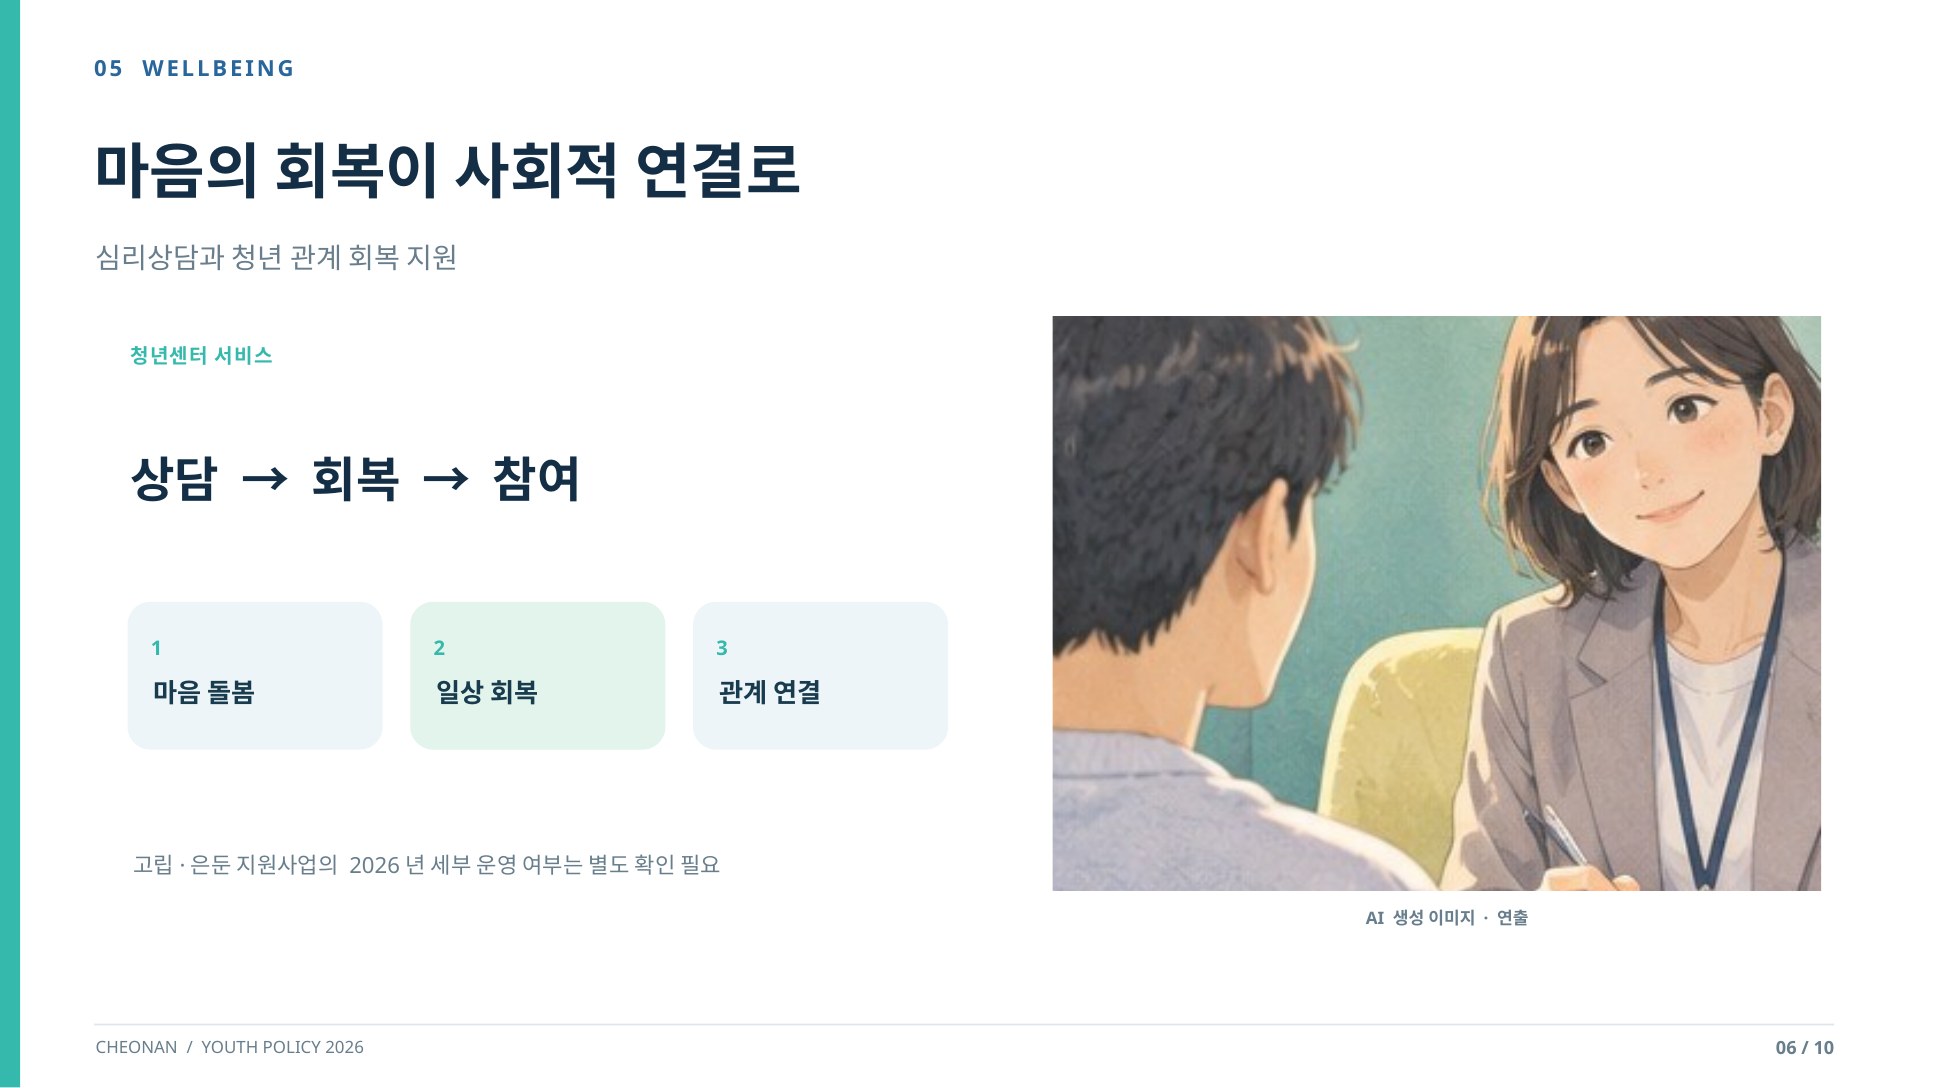 05 WELLBEING
마음의 회복이 사회적 연결로
심리상담과 청년 관계 회복 지원
청년센터 서비스
상담 → 회복 → 참여
1
마음 돌봄
2
일상 회복
3
관계 연결
고립·은둔 지원사업의 2026년 세부 운영 여부는 별도 확인 필요
AI 생성 이미지 · 연출
CHEONAN / YOUTH POLICY 2026
06 / 10